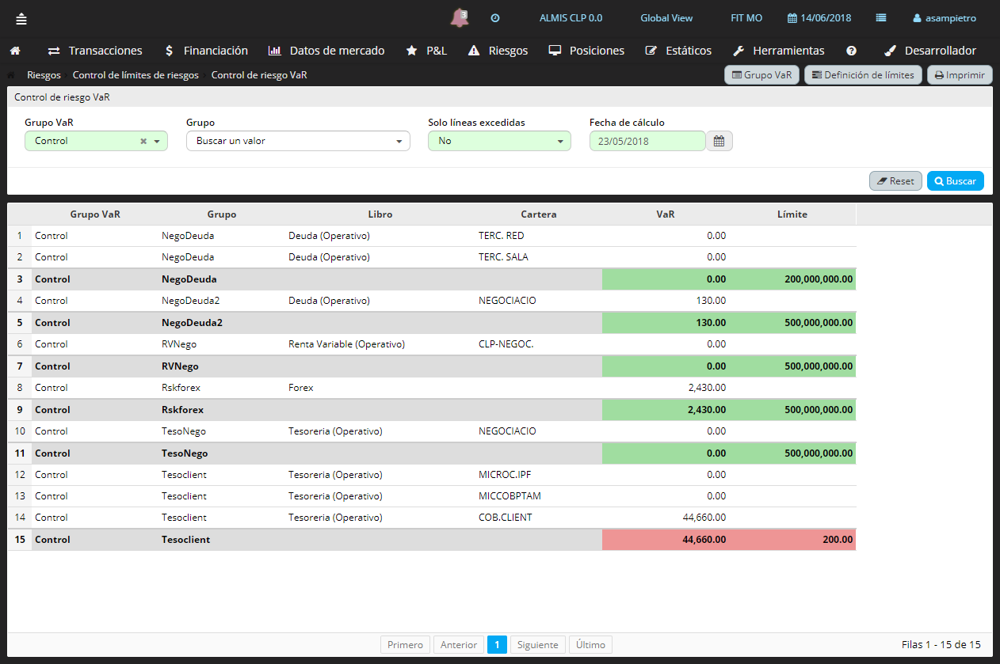 3 ALMIS CLP 0.0 Global View FIT MO 14/06/2018 asampietro
Transacciones Financiación Datos de mercado P&L Riesgos Posiciones Estáticos Herramientas Desarrollador
Riesgos Control de límites de riesgos Control de riesgo VaR Grupo VaR Definición de límites Imprimir
Control de riesgo VaR
Grupo VaR Grupo Solo líneas excedidas Fecha de cálculo
Control Buscar un valor No 23/05/2018
Reset Buscar
Grupo VaR Grupo Libro Cartera VaR Límite
1 Control NegoDeuda Deuda (Operativo) TERC. RED 0.00
2 Control NegoDeuda Deuda (Operativo) TERC. SALA 0.00
3 Control NegoDeuda 0.00 200,000,000.00
4 Control NegoDeuda2 Deuda (Operativo) NEGOCIACIO 130.00
5 Control NegoDeuda2 130.00 500,000,000.00
6 Control RVNego Renta Variable (Operativo) CLP-NEGOC. 0.00
7 Control RVNego 0.00 500,000,000.00
8 Control Rskforex Forex 2,430.00
9 Control Rskforex 2,430.00 500,000,000.00
10 Control TesoNego Tesoreria (Operativo) NEGOCIACIO 0.00
11 Control TesoNego 0.00 500,000,000.00
12 Control Tesoclient Tesoreria (Operativo) MICROC.IPF 0.00
13 Control Tesoclient Tesoreria (Operativo) MICCOBPTAM 0.00
14 Control Tesoclient Tesoreria (Operativo) COB.CLIENT 44,660.00
15 Control Tesoclient 44,660.00 200.00
Primero Anterior 1 Siguiente Último Filas 1 - 15 de 15